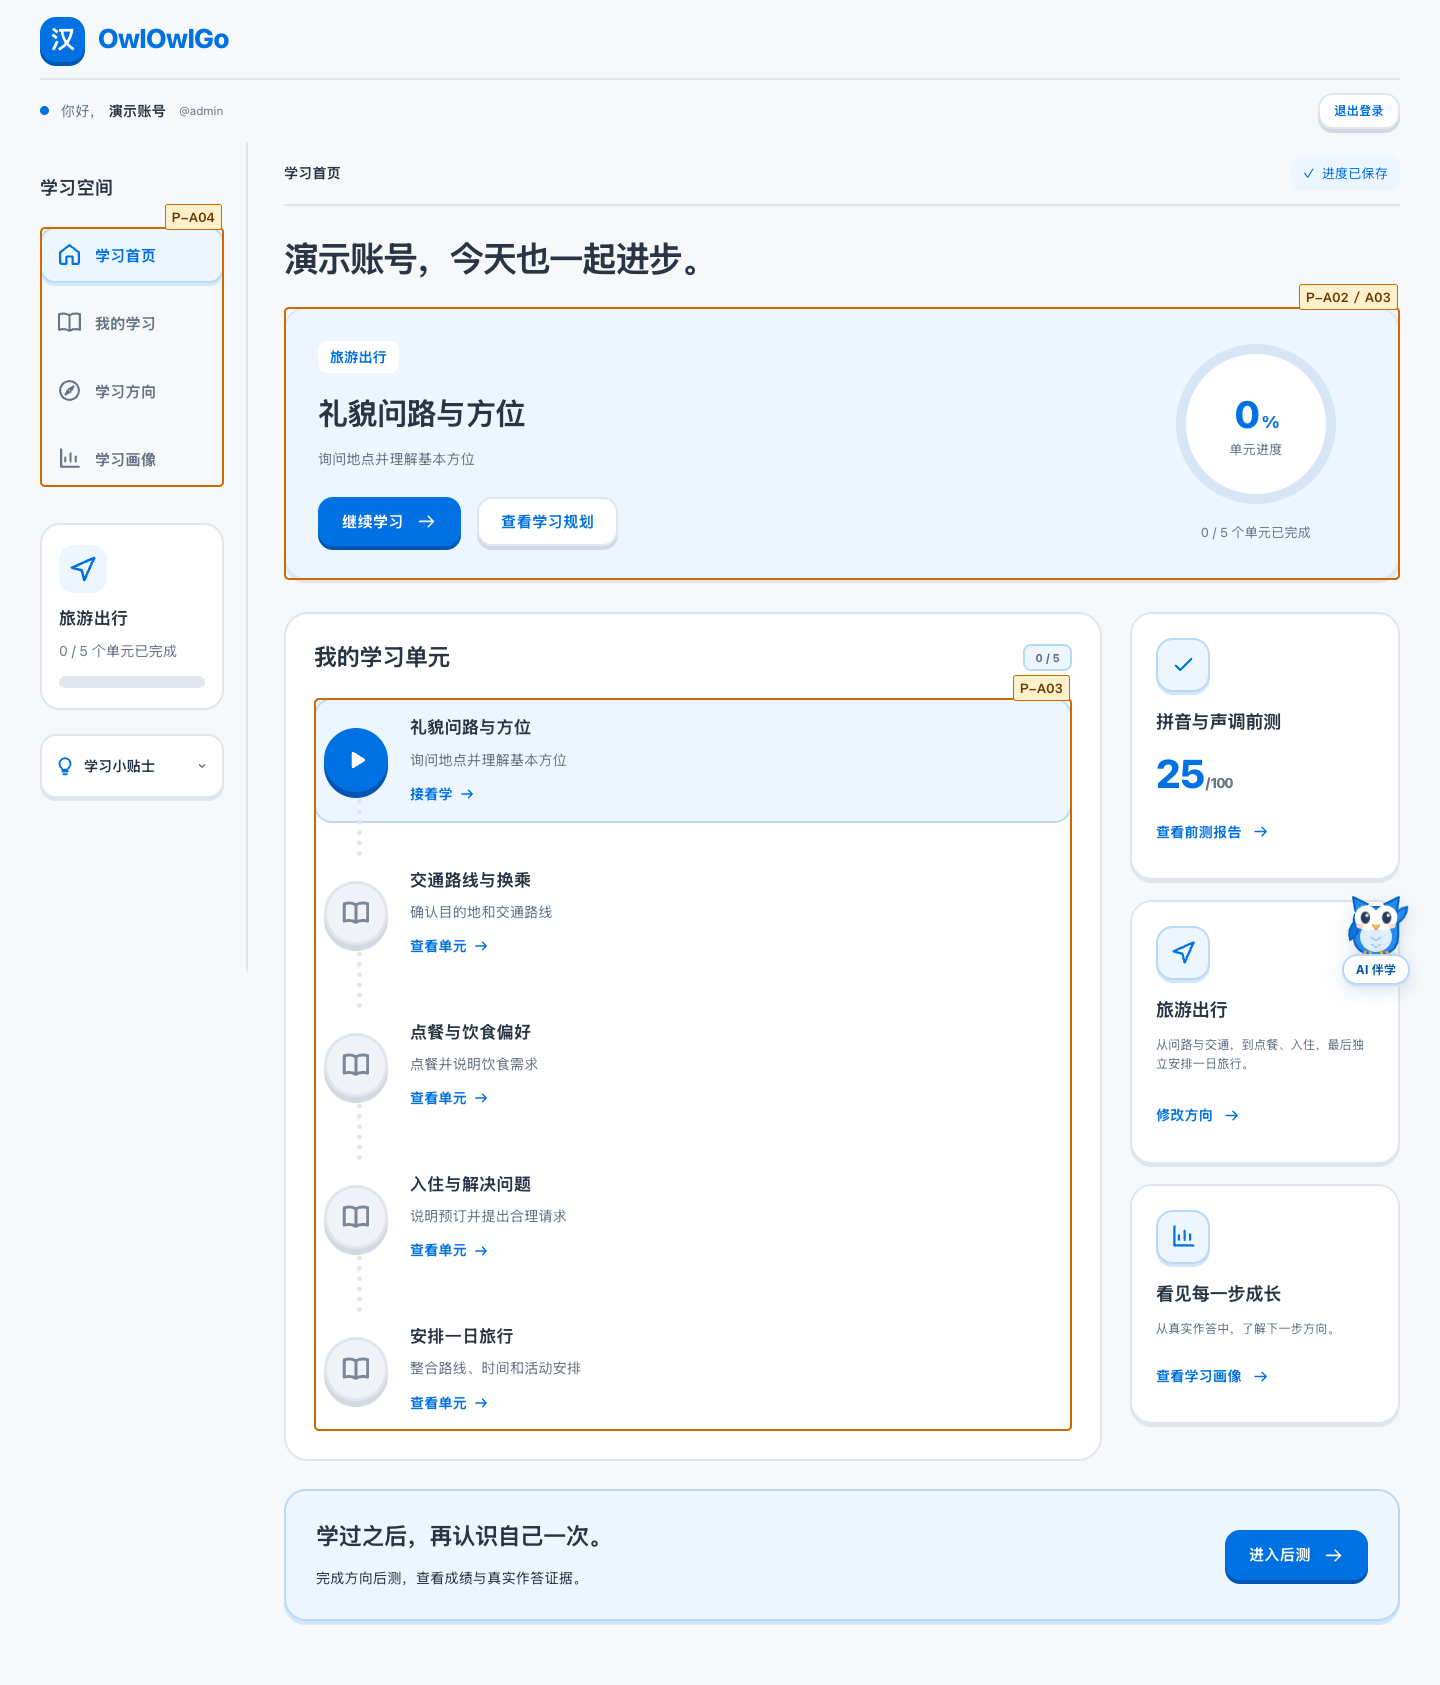 汉 OwlOwlGo
你好， 演示账号 @admin
退出登录
学习空间
P-A04
学习首页
我的学习
学习方向
学习画像
旅游出行
0 / 5 个单元已完成
学习小贴士
学习首页
进度已保存
演示账号，今天也一起进步。
P-A02 / A03
旅游出行
礼貌问路与方位
询问地点并理解基本方位
继续学习
查看学习规划
0%
单元进度
0 / 5 个单元已完成
我的学习单元
0 / 5
P-A03
礼貌问路与方位
询问地点并理解基本方位
接着学
交通路线与换乘
确认目的地和交通路线
查看单元
点餐与饮食偏好
点餐并说明饮食需求
查看单元
入住与解决问题
说明预订并提出合理请求
查看单元
安排一日旅行
整合路线、时间和活动安排
查看单元
拼音与声调前测
25/100
查看前测报告
AI 伴学
旅游出行
从问路与交通，到点餐、入住，最后独
立安排一日旅行。
修改方向
看见每一步成长
从真实作答中，了解下一步方向。
查看学习画像
学过之后，再认识自己一次。
完成方向后测，查看成绩与真实作答证据。
进入后测